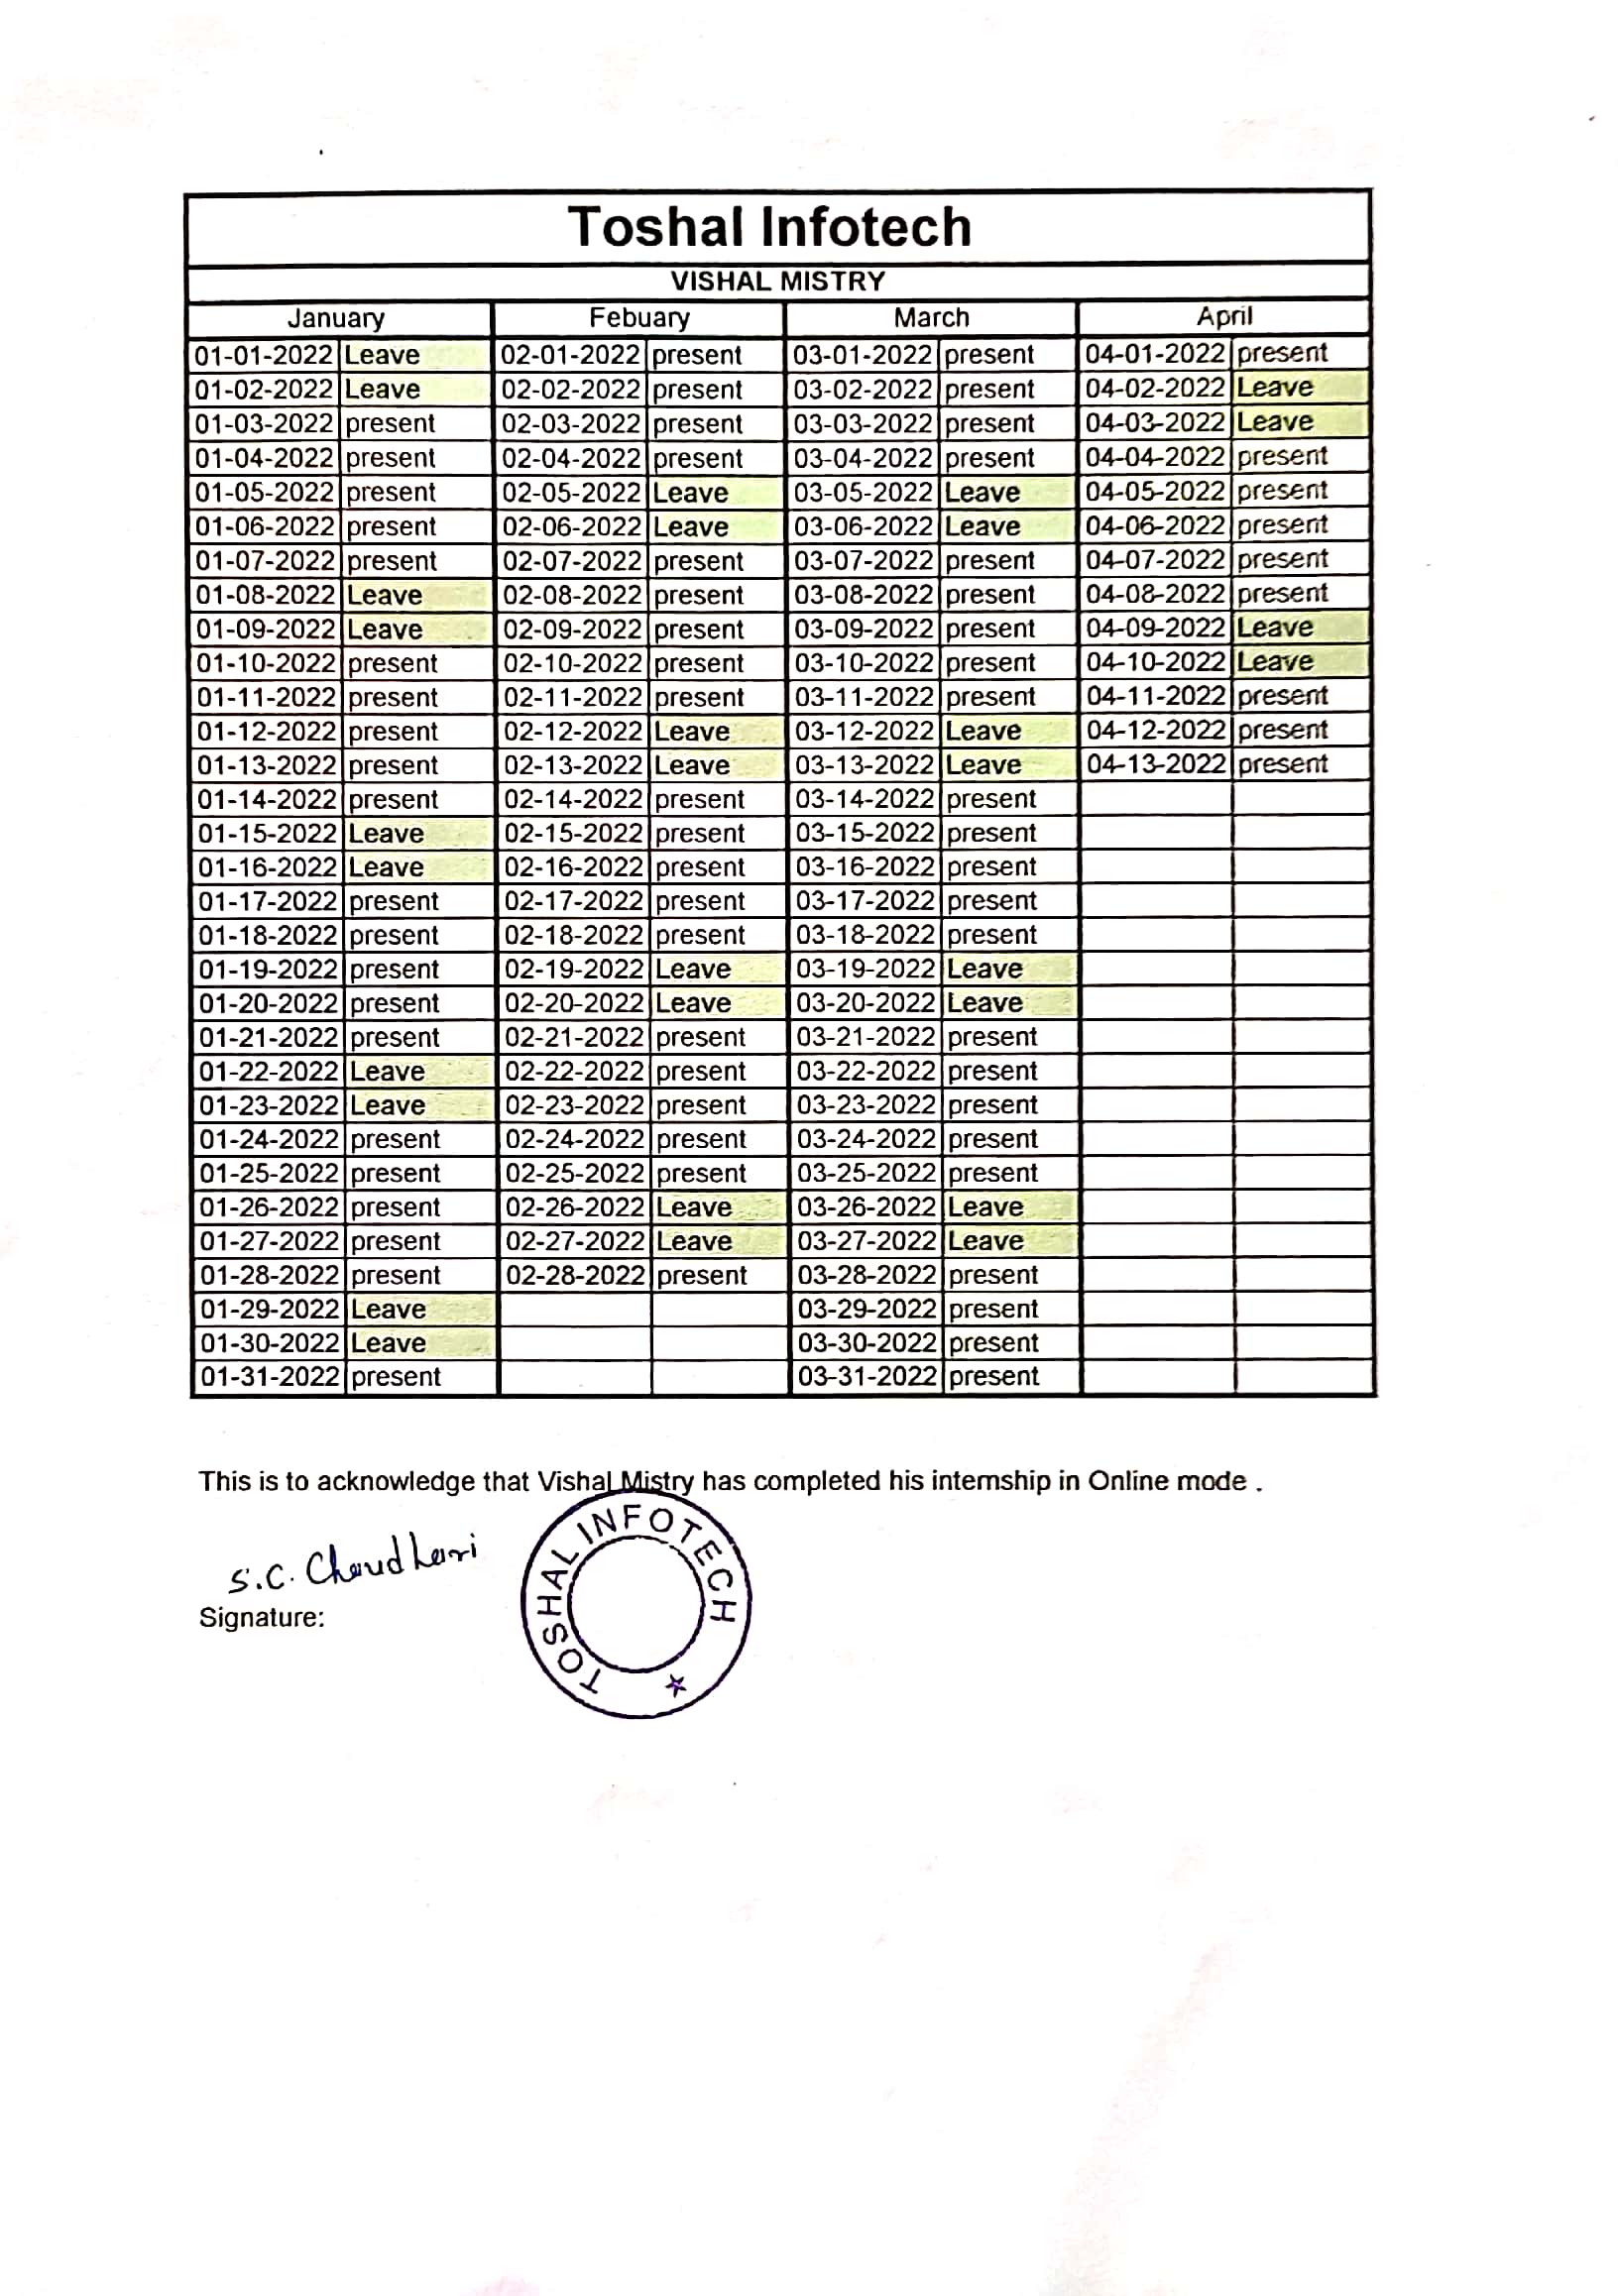 Toshal Infotech
VISHAL MISTRY
January Febuary March April
01-01-2022 Leave 02-01-2022 present 03-01-2022 present 04-01-2022 present
01-02-2022 Leave 02-02-2022 present 03-02-2022 present 04-02-2022 Leave
01-03-2022 present 02-03-2022 present 03-03-2022 present 04-03-2022 Leave
01-04-2022 present 02-04-2022 present 03-04-2022 present 04-04-2022 present
01-05-2022 present 02-05-2022 Leave 03-05-2022 Leave 04-05-2022 present
01-06-2022 present 02-06-2022 Leave 03-06-2022 Leave 04-06-2022 present
01-07-2022 present 02-07-2022 present 03-07-2022 present 04-07-2022 present
01-08-2022 Leave 02-08-2022 present 03-08-2022 present 04-08-2022 present
01-09-2022 Leave 02-09-2022 present 03-09-2022 present 04-09-2022 Leave
01-10-2022 present 02-10-2022 present 03-10-2022 present 04-10-2022 Leave
01-11-2022 present 02-11-2022 present 03-11-2022 present 04-11-2022 present
01-12-2022 present 02-12-2022 Leave 03-12-2022 Leave 04-12-2022 present
01-13-2022 present 02-13-2022 Leave 03-13-2022 Leave 04-13-2022 present
01-14-2022 present 02-14-2022 present 03-14-2022 present
01-15-2022 Leave 02-15-2022 present 03-15-2022 present
01-16-2022 Leave 02-16-2022 present 03-16-2022 present
01-17-2022 present 02-17-2022 present 03-17-2022 present
01-18-2022 present 02-18-2022 present 03-18-2022 present
01-19-2022 present 02-19-2022 Leave 03-19-2022 Leave
01-20-2022 present 02-20-2022 Leave 03-20-2022 Leave
01-21-2022 present 02-21-2022 present 03-21-2022 present
01-22-2022 Leave 02-22-2022 present 03-22-2022 present
01-23-2022 Leave 02-23-2022 present 03-23-2022 present
01-24-2022 present 02-24-2022 present 03-24-2022 present
01-25-2022 present 02-25-2022 present 03-25-2022 present
01-26-2022 present 02-26-2022 Leave 03-26-2022 Leave
01-27-2022 present 02-27-2022 Leave 03-27-2022 Leave
01-28-2022 present 02-28-2022 present 03-28-2022 present
01-29-2022 Leave 03-29-2022 present
01-30-2022 Leave 03-30-2022 present
01-31-2022 present 03-31-2022 present
This is to acknowledge that Vishal Mistry has completed his internship in Online mode .
S.C. Chaudhari
Signature:
TOSHAL INFOTECH